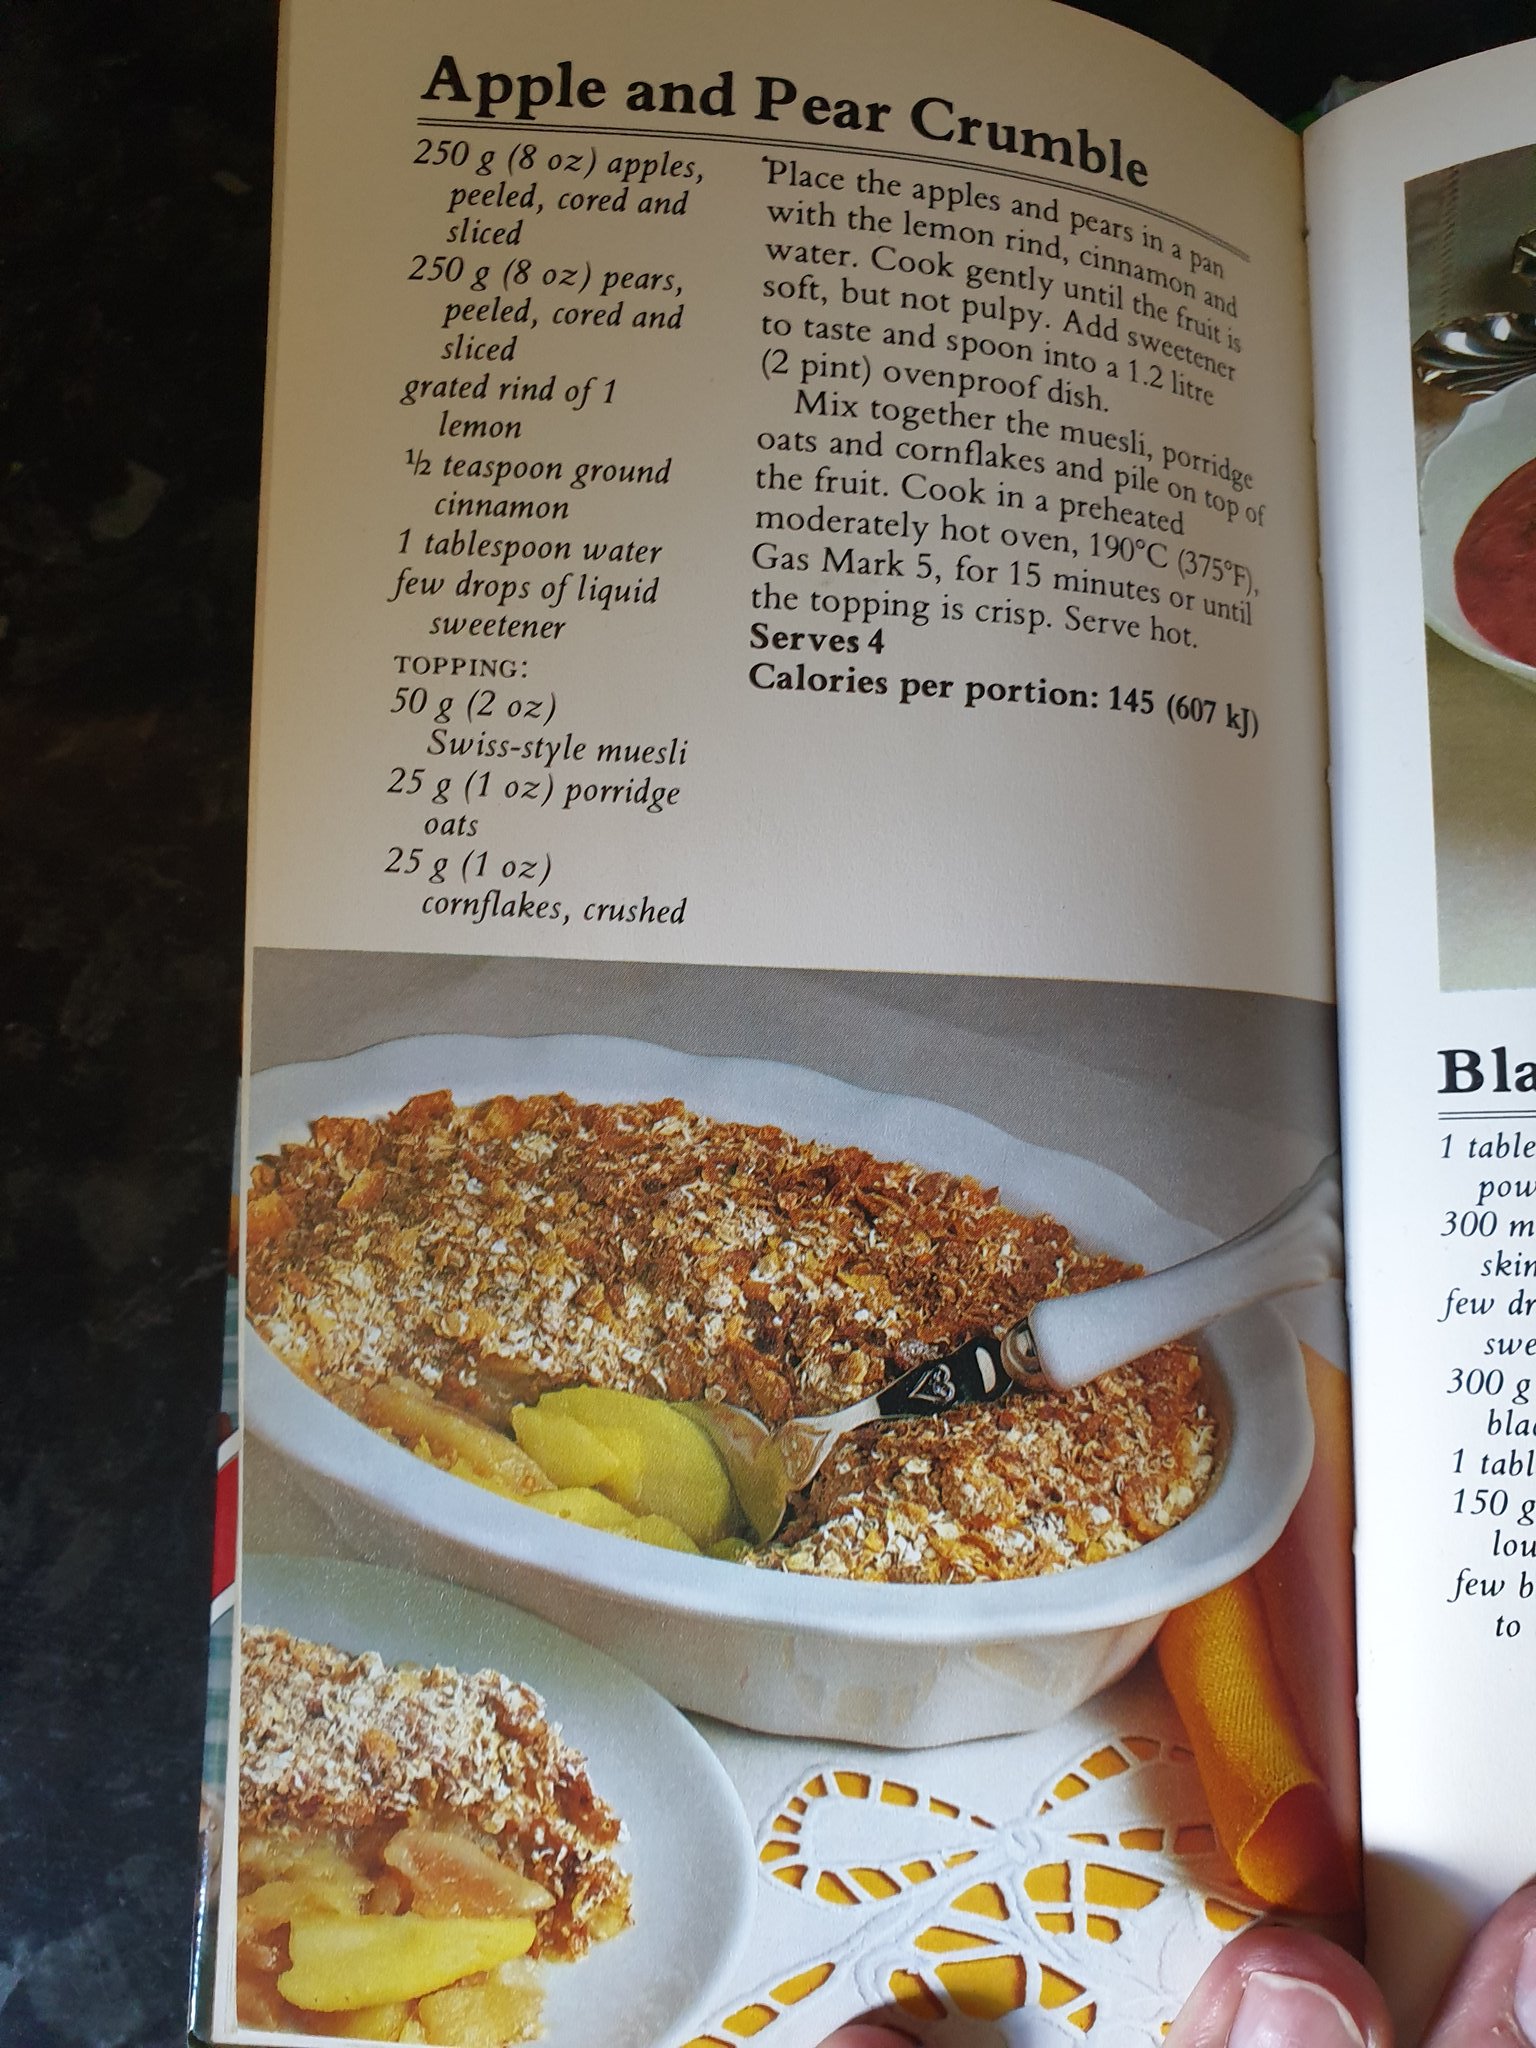 Apple and Pear Crumble
250 g (8 oz) apples,
peeled, cored and
sliced
250 g (8 oz) pears,
peeled, cored and
sliced
grated rind of 1
lemon
½ teaspoon ground
cinnamon
1 tablespoon water
few drops of liquid
sweetener
TOPPING:
50 g (2 oz)
Swiss-style muesli
25 g (1 oz) porridge
oats
25 g (1 oz)
cornflakes, crushed
Place the apples and pears in a pan
with the lemon rind, cinnamon and
water. Cook gently until the fruit is
soft, but not pulpy. Add sweetener
to taste and spoon into a 1.2 litre
(2 pint) ovenproof dish.
Mix together the muesli, porridge
oats and cornflakes and pile on top of
the fruit. Cook in a preheated
moderately hot oven, 190°C (375°F),
Gas Mark 5, for 15 minutes or until
the topping is crisp. Serve hot.
Serves 4
Calories per portion: 145 (607 kJ)
Bla
1 table
pow
300 m
skim
few dr
swe
300 g
bla
1 tabl
150 g
lou
few b
to